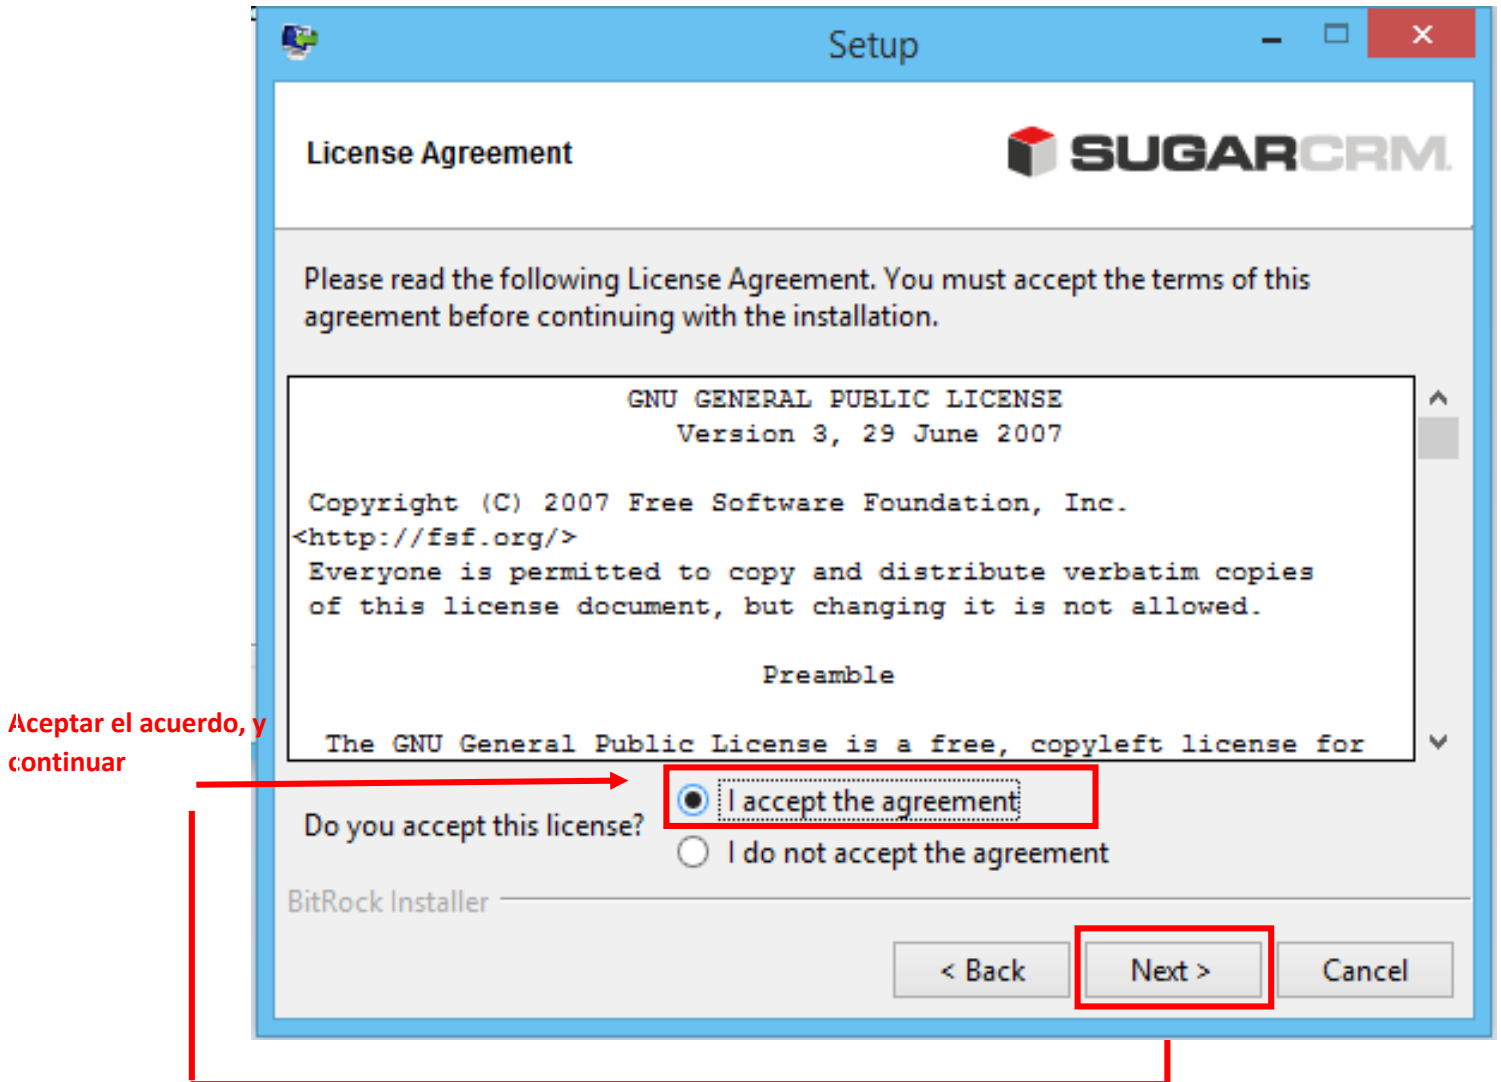 Setup
License Agreement
SUGARCRM.
Please read the following License Agreement. You must accept the terms of this
agreement before continuing with the installation.
GNU GENERAL PUBLIC LICENSE
Version 3, 29 June 2007
Copyright (C) 2007 Free Software Foundation, Inc.
<http://fsf.org/>
Everyone is permitted to copy and distribute verbatim copies
of this license document, but changing it is not allowed.
Preamble
The GNU General Public License is a free, copyleft license for
Aceptar el acuerdo, y
continuar
Do you accept this license?
I accept the agreement
I do not accept the agreement
BitRock Installer
< Back
Next >
Cancel